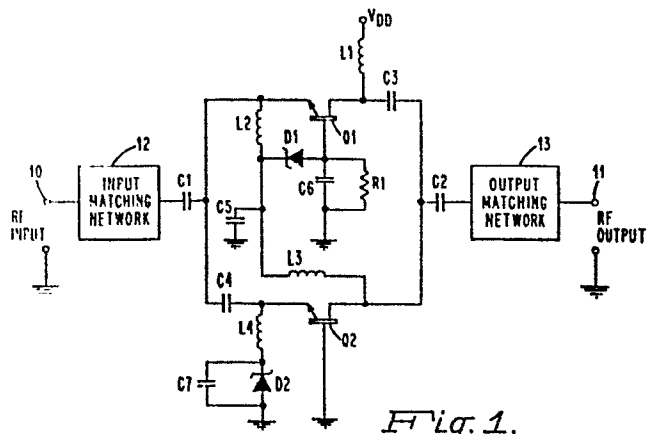 VDD
L1
C3
12
L2
D1
Q1
13
10
INPUT
MATCHING
NETWORK
C1
C6
R1
C2
OUTPUT
MATCHING
NETWORK
11
RF
INPUT
C5
RF
OUTPUT
L3
C4
L4
Q2
C7
D2
Fig. 1.